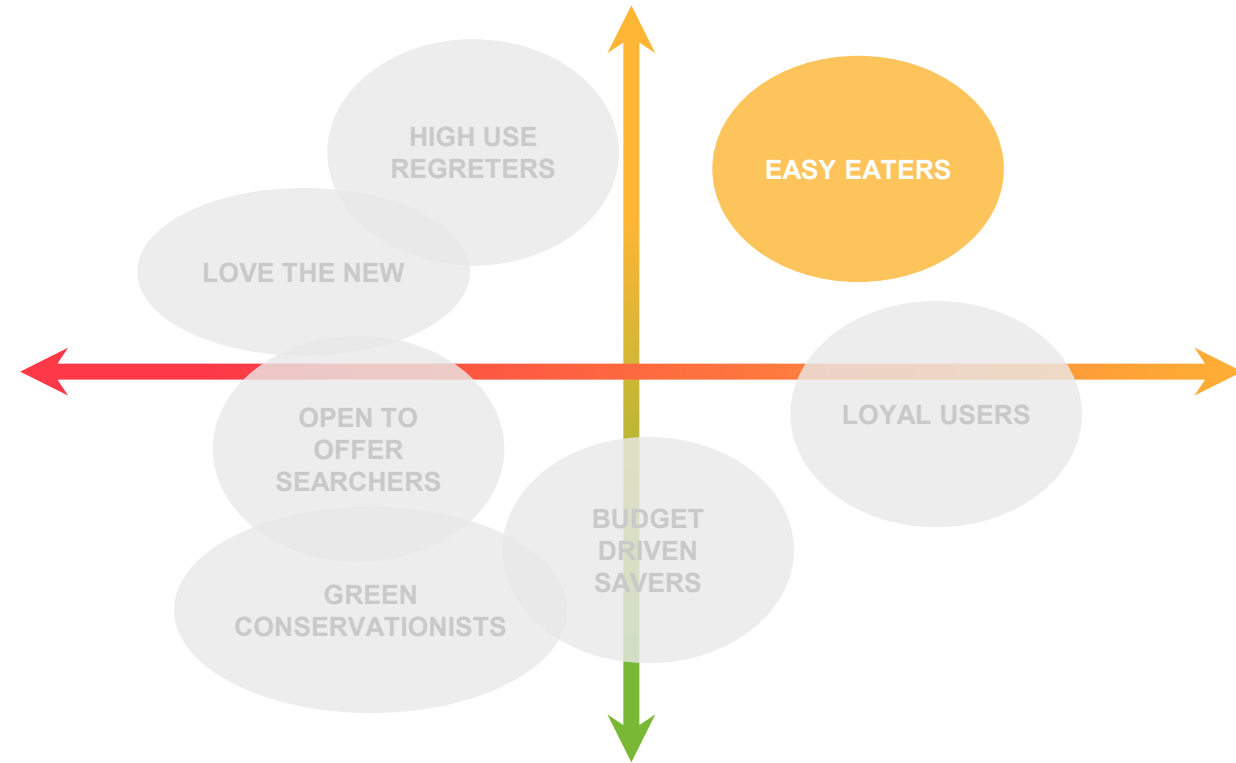 HIGH USE
REGRETERS
EASY EATERS
LOVE THE NEW
OPEN TO
OFFER
SEARCHERS
LOYAL USERS
BUDGET
DRIVEN
SAVERS
GREEN
CONSERVATIONISTS